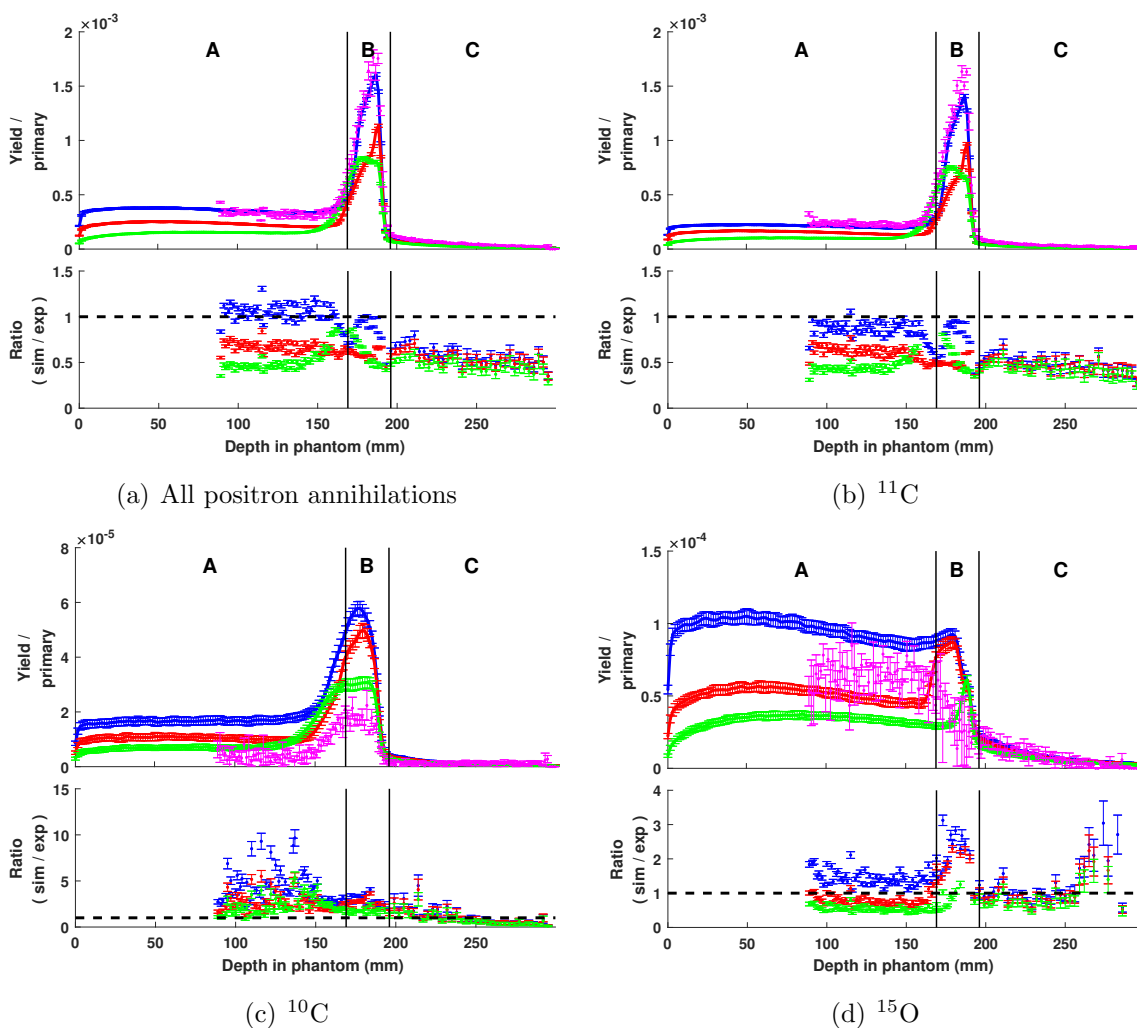 ×10⁻³
A B C
2
1.5
1
0.5
0
Yield /
primary
1.5
1
0.5
0
Ratio
( sim / exp)
0 50 100 150 200 250
Depth in phantom (mm)
(a) All positron annihilations
×10⁻³
A B C
2
1.5
1
0.5
0
Yield /
primary
1.5
1
0.5
0
Ratio
( sim / exp)
0 50 100 150 200 250
Depth in phantom (mm)
(b) ¹¹C
×10⁻⁵
A B C
8
6
4
2
0
Yield /
primary
15
10
5
0
Ratio
( sim / exp)
0 50 100 150 200 250
Depth in phantom (mm)
(c) ¹⁰C
×10⁻⁴
A B C
1.5
1
0.5
0
Yield /
primary
4
3
2
1
0
Ratio
( sim / exp)
0 50 100 150 200 250
Depth in phantom (mm)
(d) ¹⁵O